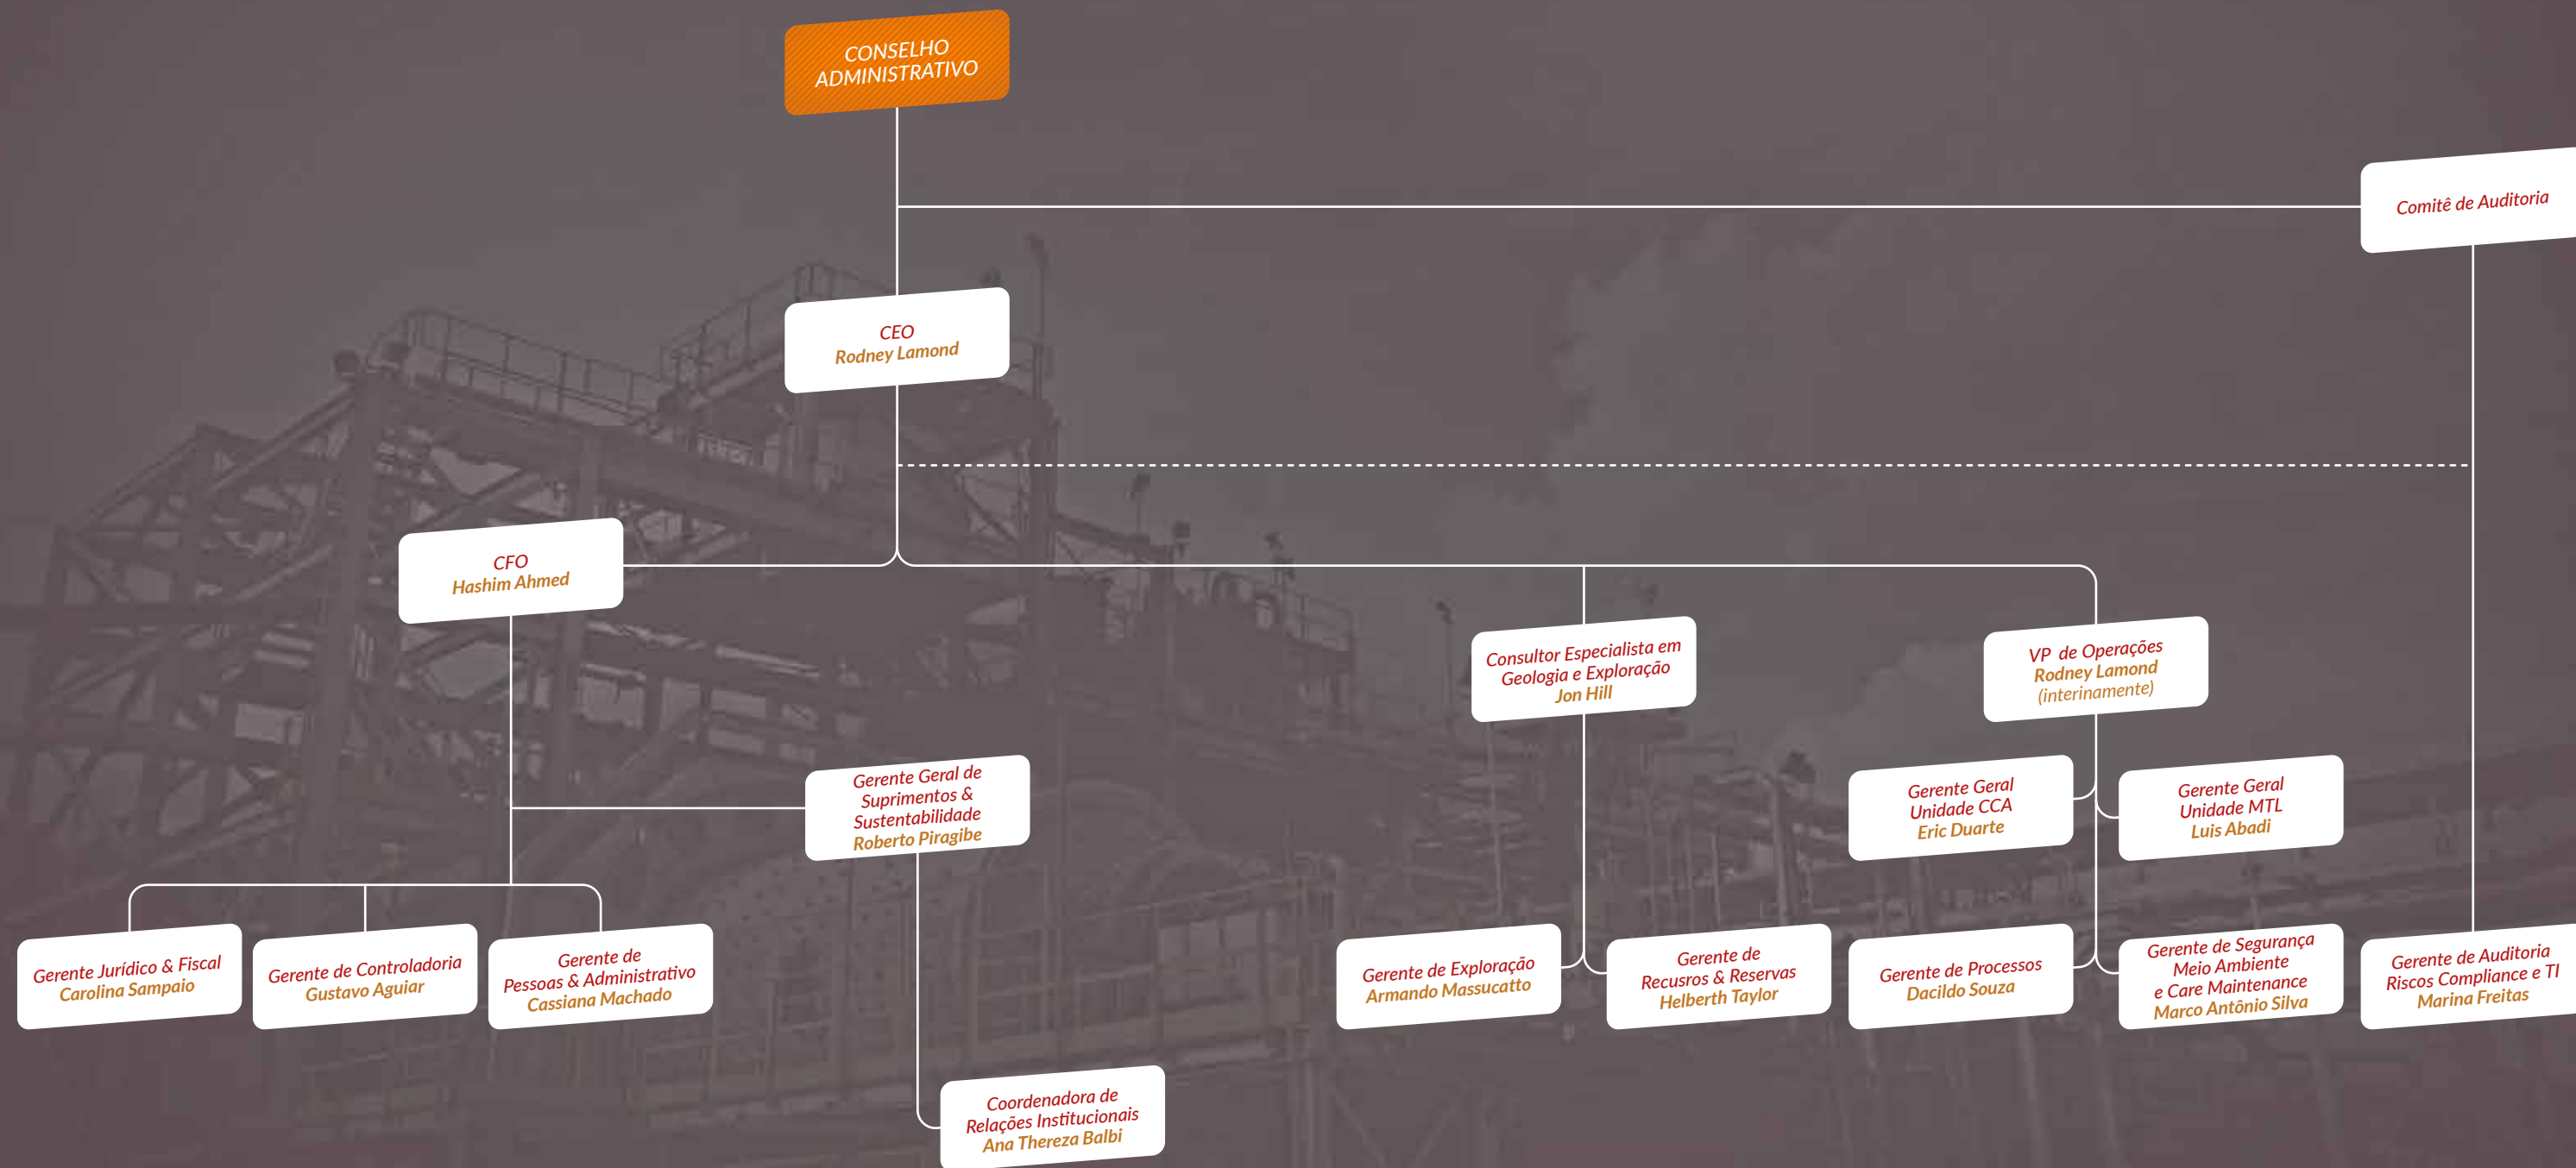 CONSELHO
ADMINISTRATIVO
Comitê de Auditoria
CEO
Rodney Lamond
CFO
Hashim Ahmed
Consultor Especialista em
Geologia e Exploração
Jon Hill
VP de Operações
Rodney Lamond
(interinamente)
Gerente Geral de
Suprimentos &
Sustentabilidade
Roberto Piragibe
Gerente Geral
Unidade CCA
Eric Duarte
Gerente Geral
Unidade MTL
Luis Abadi
Gerente Jurídico & Fiscal
Carolina Sampaio
Gerente de Controladoria
Gustavo Aguiar
Gerente de
Pessoas & Administrativo
Cassiana Machado
Gerente de Exploração
Armando Massucatto
Gerente de
Recusros & Reservas
Helberth Taylor
Gerente de Processos
Dacildo Souza
Gerente de Segurança
Meio Ambiente
e Care Maintenance
Marco Antônio Silva
Gerente de Auditoria
Riscos Compliance e TI
Marina Freitas
Coordenadora de
Relações Institucionais
Ana Thereza Balbi